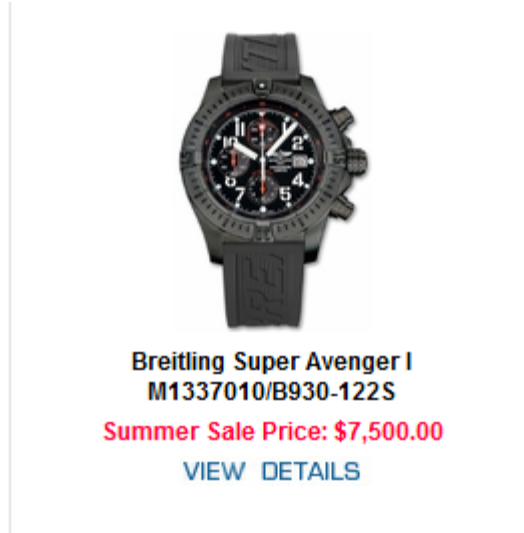 Breitling Super Avenger I
M1337010/B930-122S
Summer Sale Price: $7,500.00
VIEW DETAILS